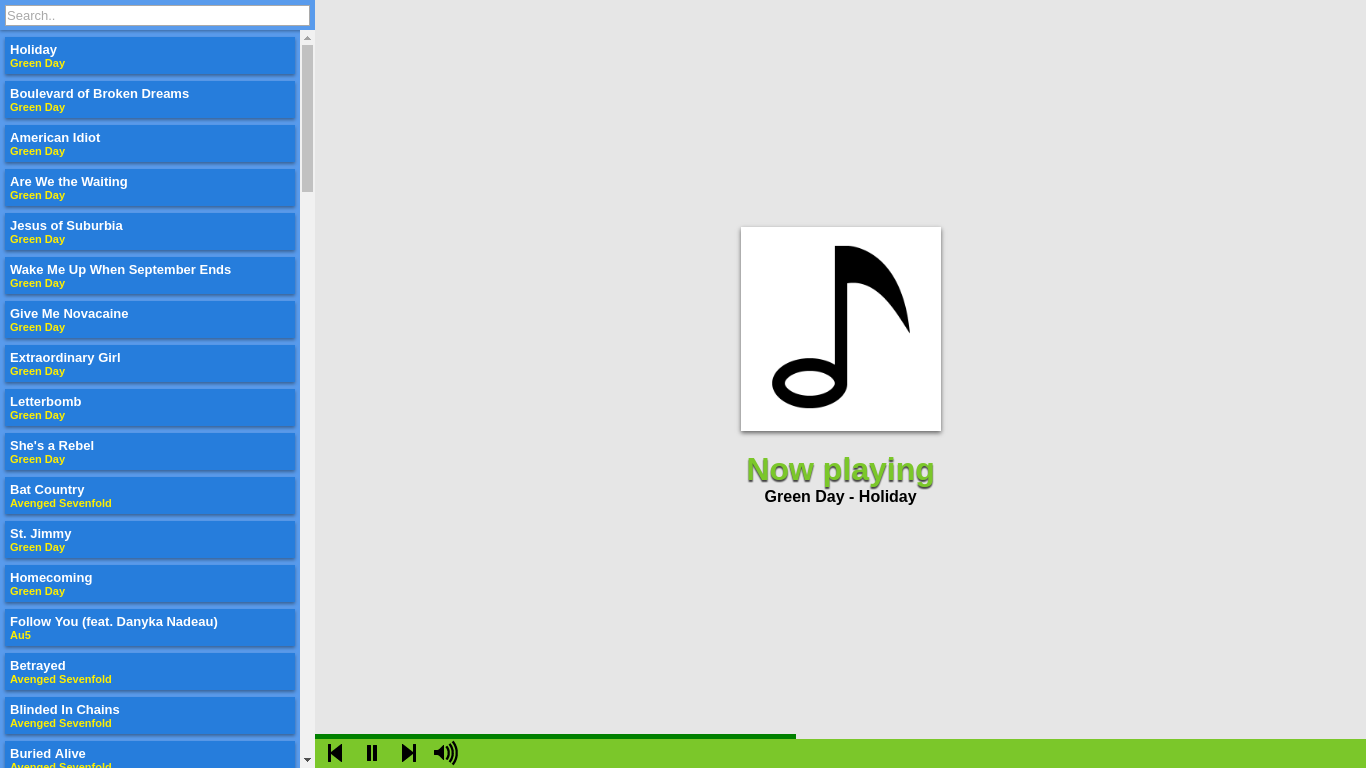 Search..
Holiday
Green Day
Boulevard of Broken Dreams
Green Day
American Idiot
Green Day
Are We the Waiting
Green Day
Jesus of Suburbia
Green Day
Wake Me Up When September Ends
Green Day
Give Me Novacaine
Green Day
Extraordinary Girl
Green Day
Letterbomb
Green Day
She's a Rebel
Green Day
Bat Country
Avenged Sevenfold
St. Jimmy
Green Day
Homecoming
Green Day
Follow You (feat. Danyka Nadeau)
Au5
Betrayed
Avenged Sevenfold
Blinded In Chains
Avenged Sevenfold
Buried Alive
Avenged Sevenfold
Now playing
Green Day - Holiday